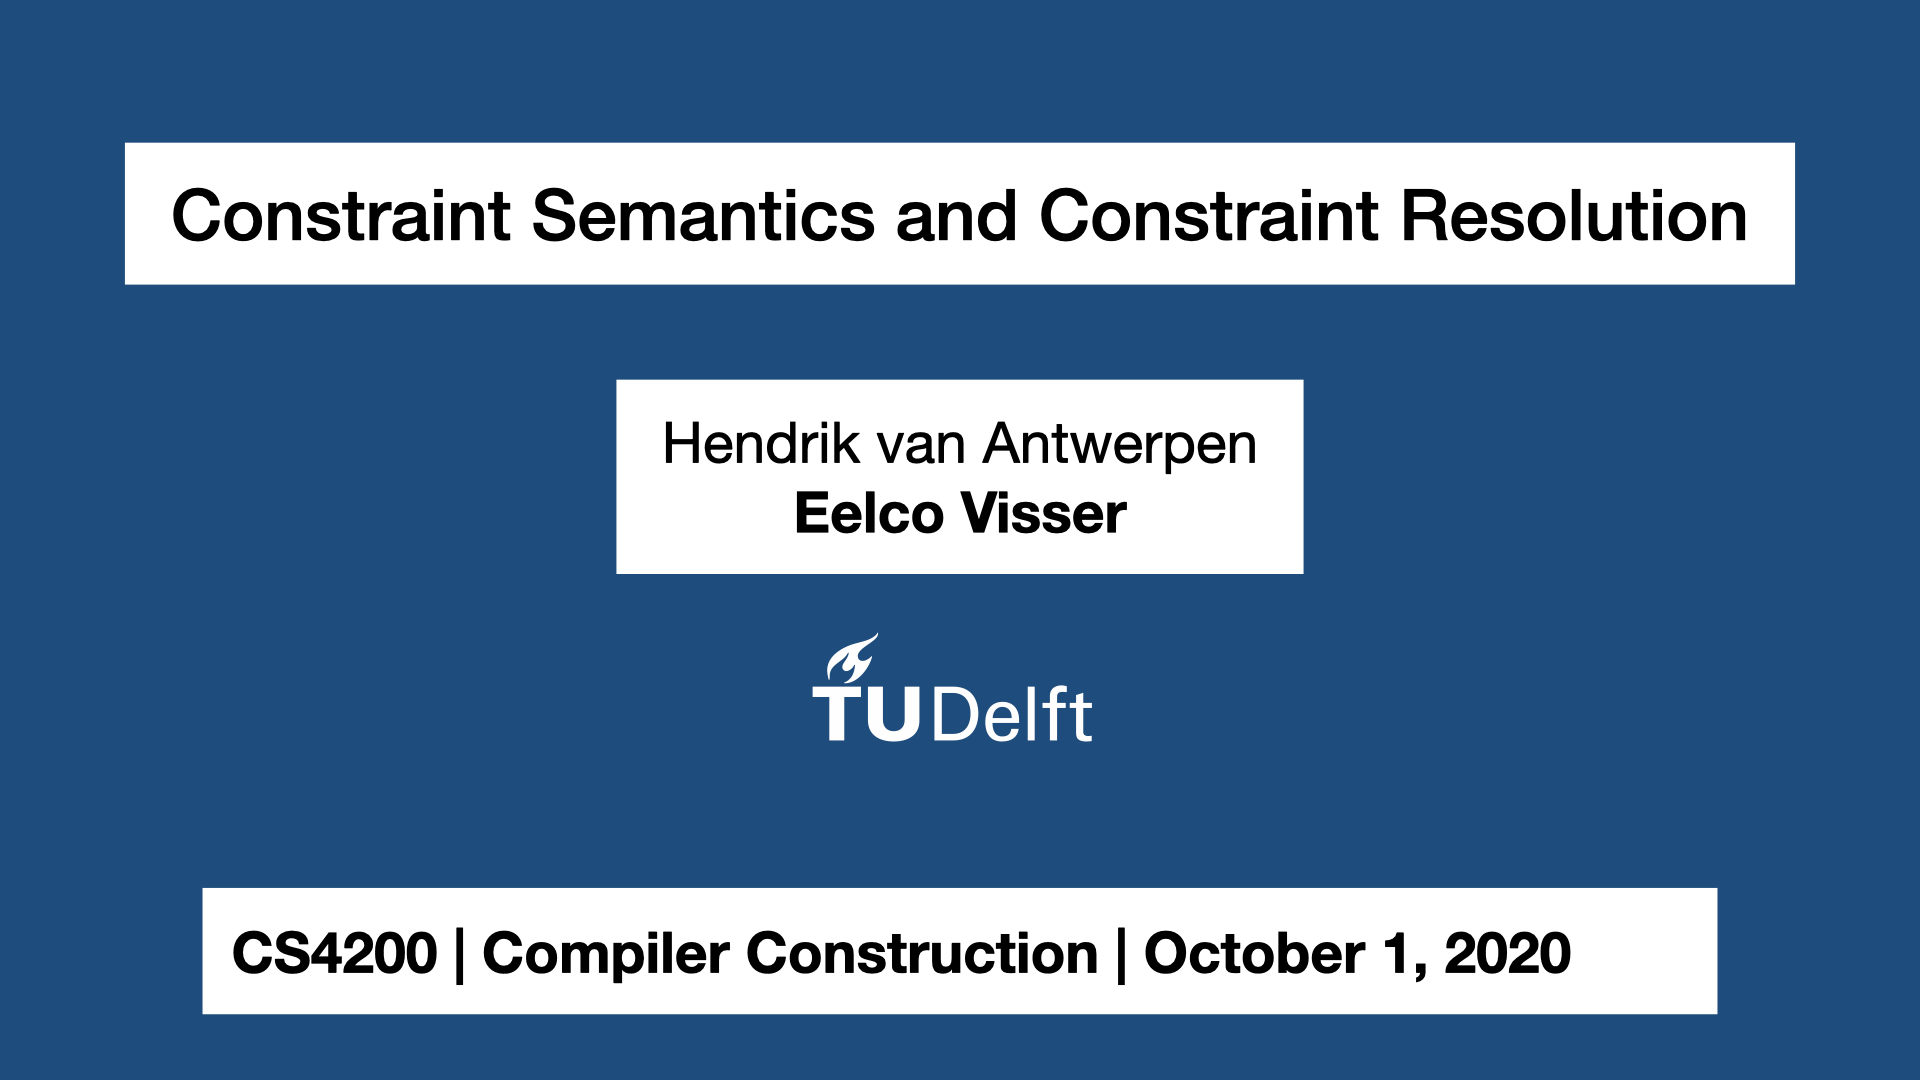 Constraint Semantics and Constraint Resolution
Hendrik van Antwerpen
Eelco Visser
TUDelft
CS4200 | Compiler Construction | October 1, 2020